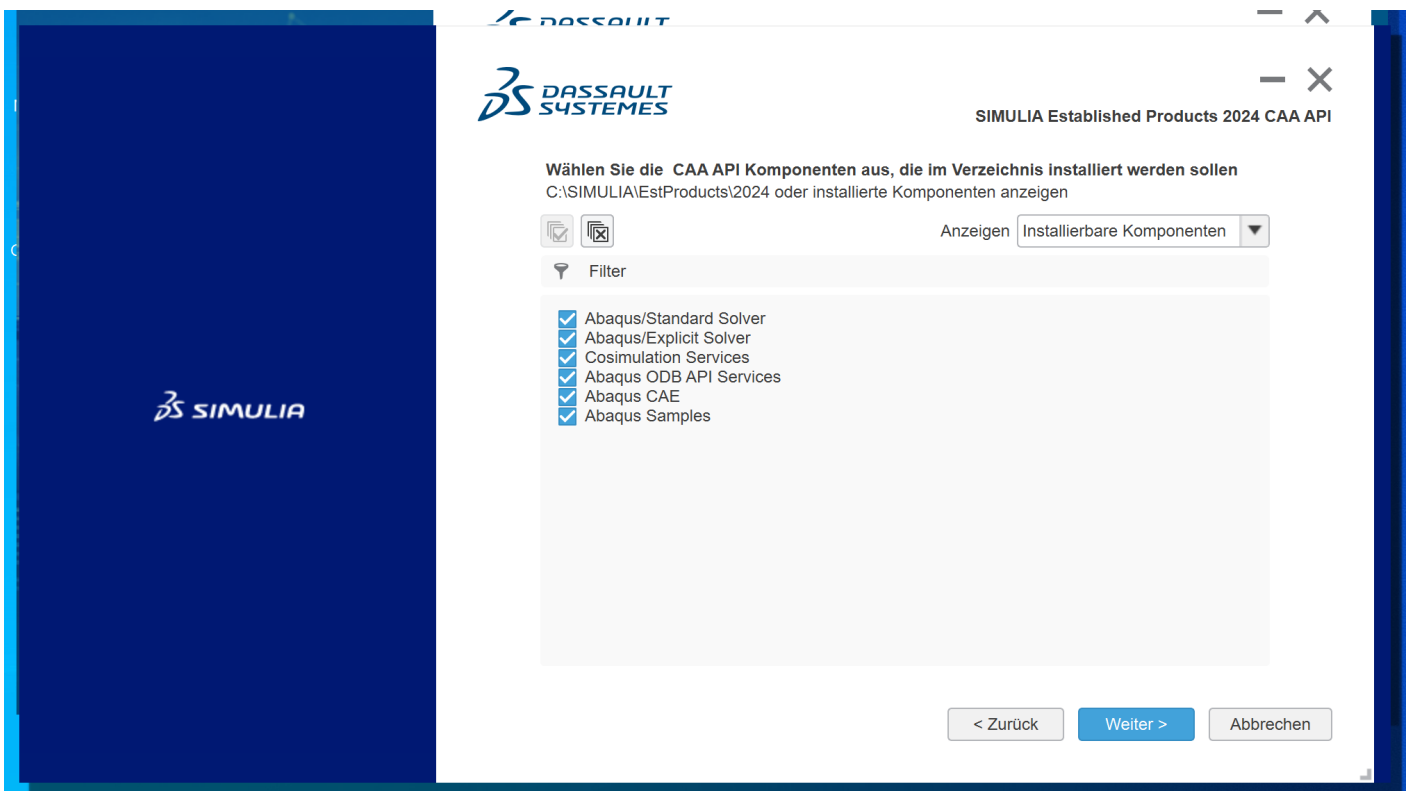 DASSAULT
DASSAULT
SYSTEMES
SIMULIA Established Products 2024 CAA API
Wählen Sie die  CAA API Komponenten aus, die im Verzeichnis installiert werden sollen
C:\SIMULIA\EstProducts\2024 oder installierte Komponenten anzeigen
Anzeigen Installierbare Komponenten
Filter
Abaqus/Standard Solver
Abaqus/Explicit Solver
Cosimulation Services
Abaqus ODB API Services
Abaqus CAE
Abaqus Samples
SIMULIA
< Zurück Weiter > Abbrechen